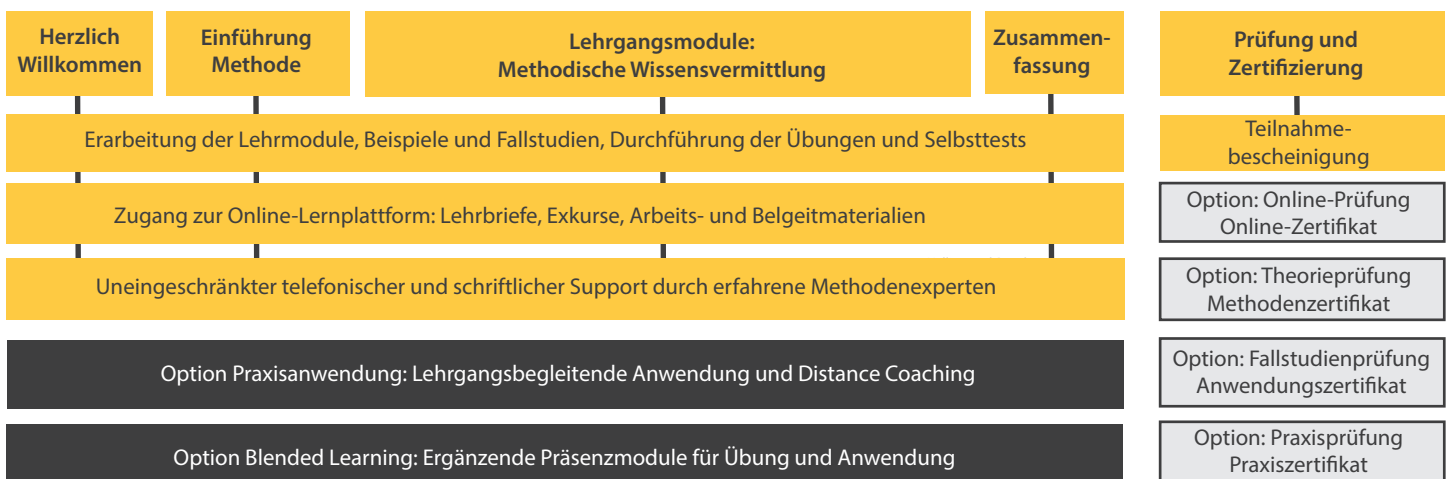 Herzlich
Willkommen
Einführung
Methode
Lehrgangsmodule:
Methodische Wissensvermittlung
Zusammen-
fassung
Prüfung und
Zertifizierung
Erarbeitung der Lehrmodule, Beispiele und Fallstudien, Durchführung der Übungen und Selbsttests
Teilnahme-
bescheinigung
Zugang zur Online-Lernplattform: Lehrbriefe, Exkurse, Arbeits- und Belgeitmaterialien
Option: Online-Prüfung
Online-Zertifikat
Uneingeschränkter telefonischer und schriftlicher Support durch erfahrene Methodenexperten
Option: Theorieprüfung
Methodenzertifikat
Option Praxisanwendung: Lehrgangsbegleitende Anwendung und Distance Coaching
Option: Fallstudienprüfung
Anwendungszertifikat
Option Blended Learning: Ergänzende Präsenzmodule für Übung und Anwendung
Option: Praxisprüfung
Praxiszertifikat